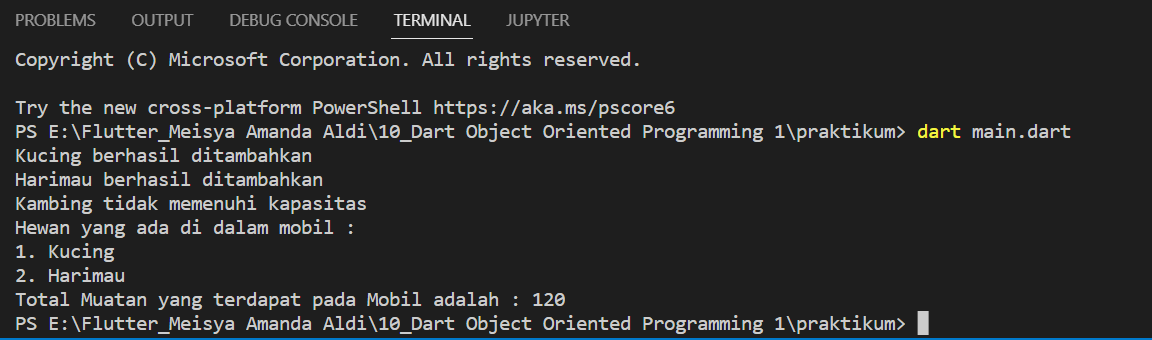 PROBLEMS OUTPUT DEBUG CONSOLE TERMINAL JUPYTER
Copyright (C) Microsoft Corporation. All rights reserved.
Try the new cross-platform PowerShell https://aka.ms/pscore6
PS E:\Flutter_Meisya Amanda Aldi\10_Dart Object Oriented Programming 1\praktikum> dart main.dart
Kucing berhasil ditambahkan
Harimau berhasil ditambahkan
Kambing tidak memenuhi kapasitas
Hewan yang ada di dalam mobil :
1. Kucing
2. Harimau
Total Muatan yang terdapat pada Mobil adalah : 120
PS E:\Flutter_Meisya Amanda Aldi\10_Dart Object Oriented Programming 1\praktikum>